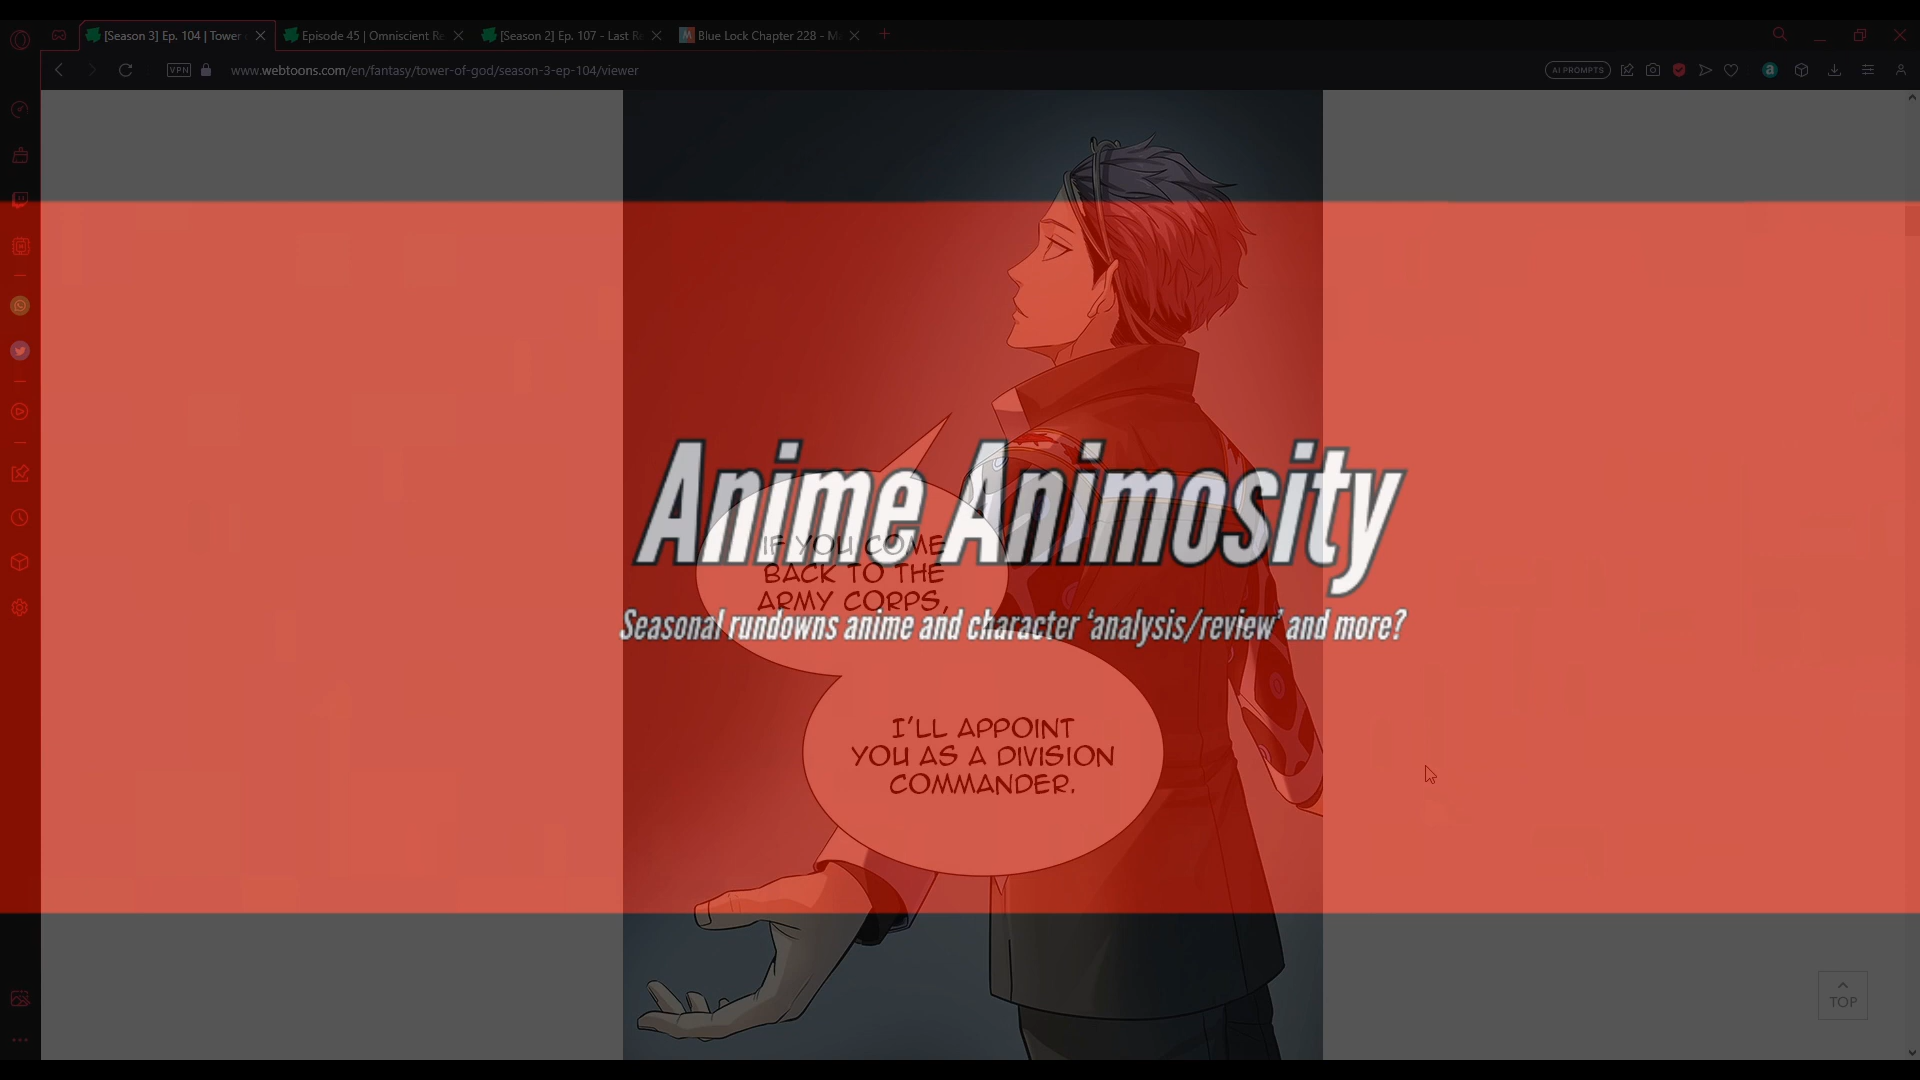 [Season 3] Ep. 104 | Tower
Episode 45 | Omniscient Re
[Season 2] Ep. 107 - Last R
Blue Lock Chapter 228 - M
VPN
www.webtoons.com/en/fantasy/tower-of-god/season-3-ep-104/viewer
AI PROMPTS
a
Anime Animosity
IF YOU COME
BACK TO THE
ARMY CORPS,
Seasonal rundowns anime and character 'analysis/review' and more?
I'LL APPOINT
YOU AS A DIVISION
COMMANDER.
TOP